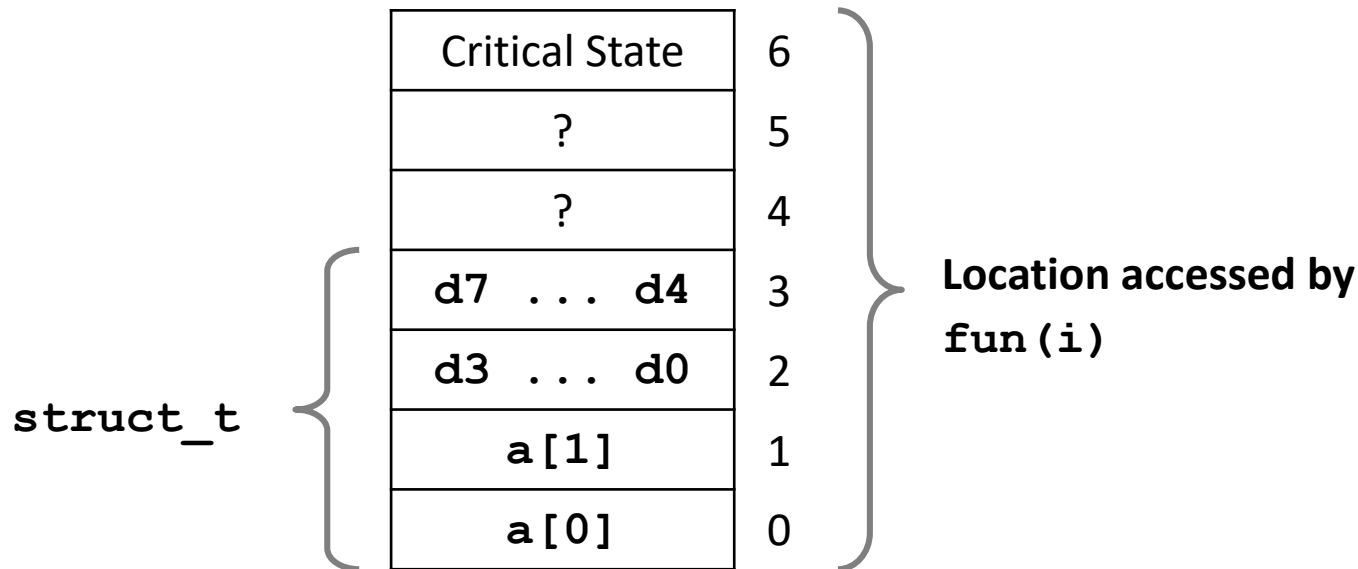 Critical State 6
? 5
? 4
d7 ... d4 3
Location accessed by
fun(i)
d3 ... d0 2
struct_t
a[1] 1
a[0] 0